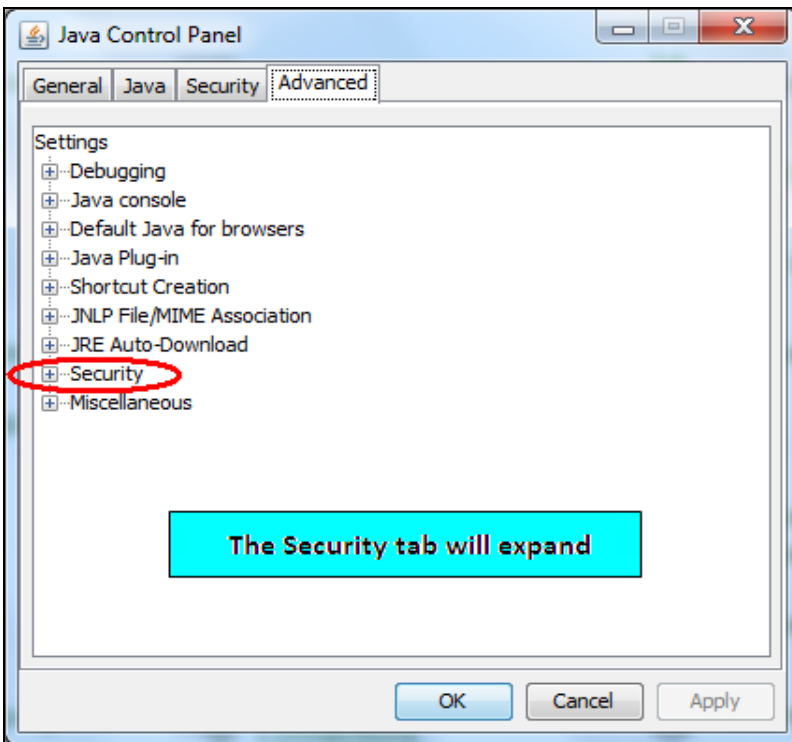 Java Control Panel
General Java Security Advanced
Settings
Debugging
Java console
Default Java for browsers
Java Plug-in
Shortcut Creation
JNLP File/MIME Association
JRE Auto-Download
Security
Miscellaneous
The Security tab will expand
OK Cancel Apply